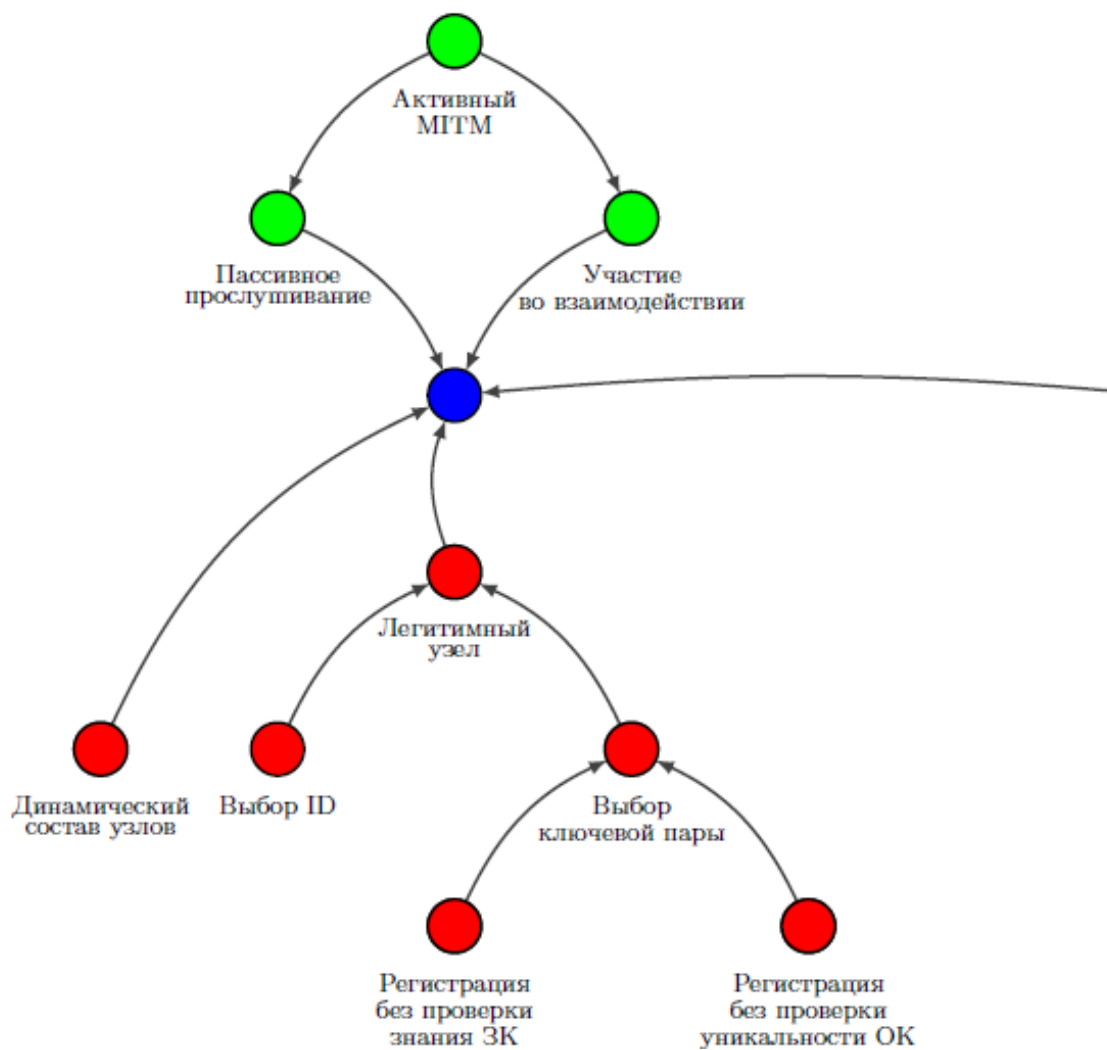 Активный
MITM
Пассивное
прослушивание
Участие
во взаимодействии
Легитимный
узел
Динамический
состав узлов
Выбор ID
Выбор
ключевой пары
Регистрация
без проверки
знания ЗК
Регистрация
без проверки
уникальности ОК